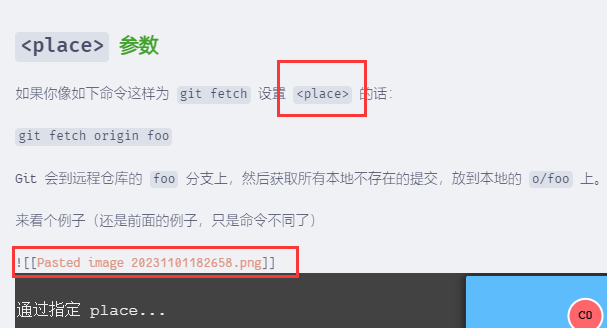 <place> 参数
如果你像如下命令这样为 git fetch 设置 <place> 的话:
git fetch origin foo
Git 会到远程仓库的 foo 分支上，然后获取所有本地不存在的提交，放到本地的 o/foo 上。
来看个例子（还是前面的例子，只是命令不同了）
![[Pasted image 20231101182658.png]]
通过指定 place...
C0